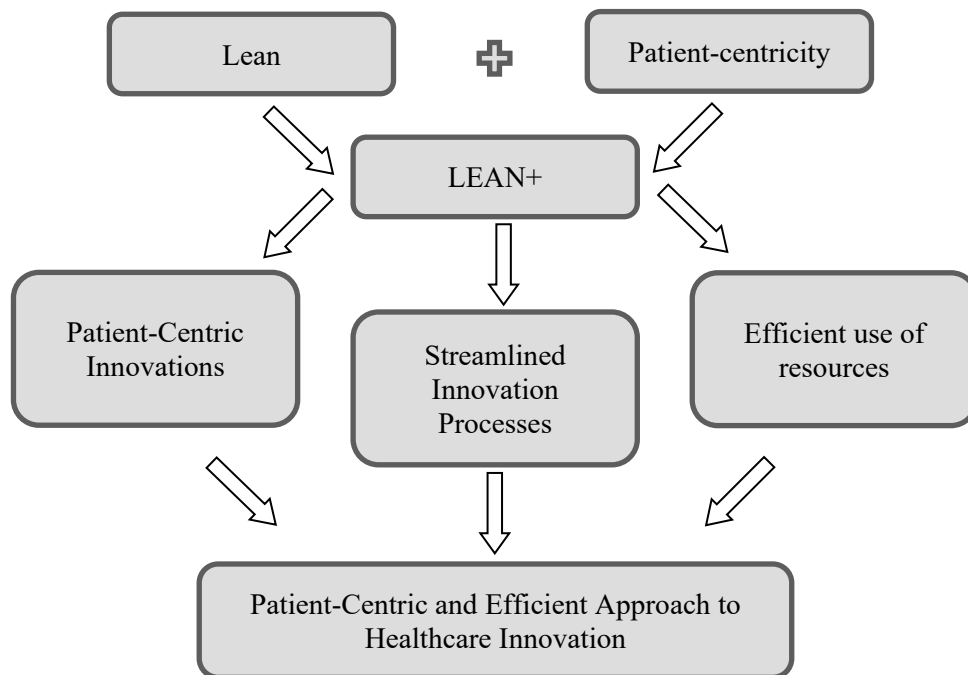 Lean
Patient-centricity
LEAN+
Patient-Centric
Innovations
Streamlined
Innovation
Processes
Efficient use of
resources
Patient-Centric and Efficient Approach to
Healthcare Innovation